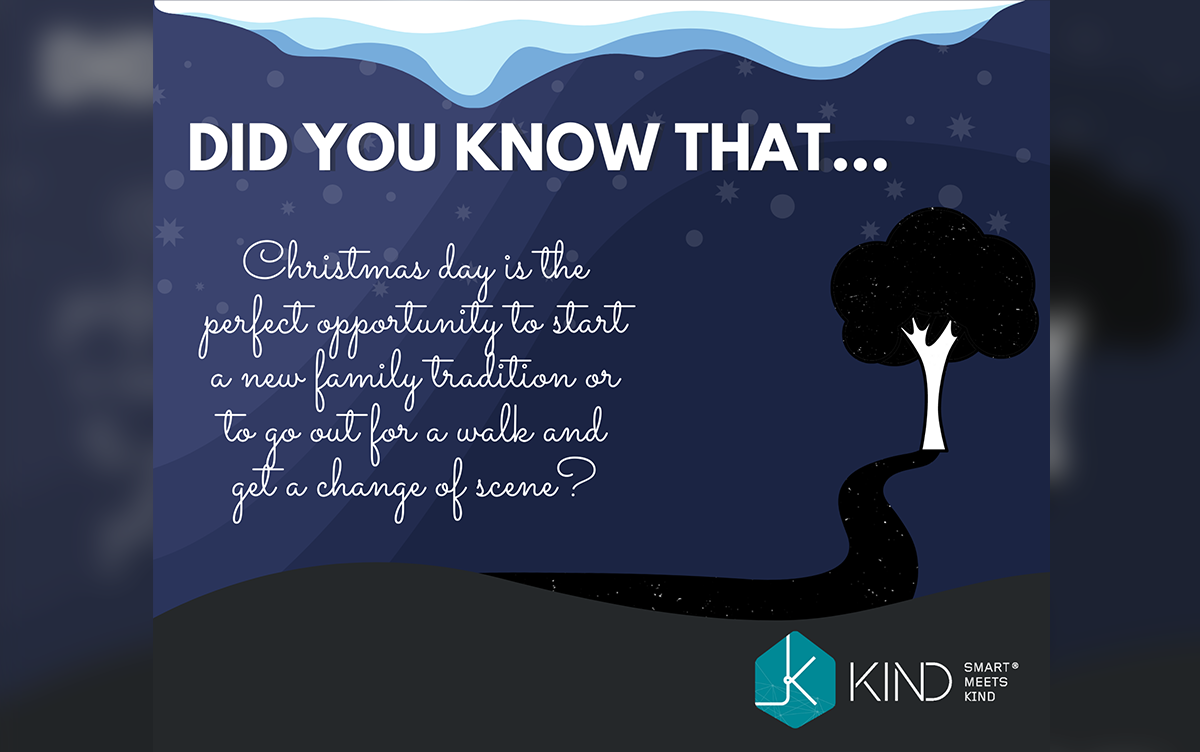 DID YOU KNOW THAT...
Christmas day is the
perfect opportunity to start
a new family tradition or
to go out for a walk and
get a change of scene?
KIND
SMART®
MEETS
KIND